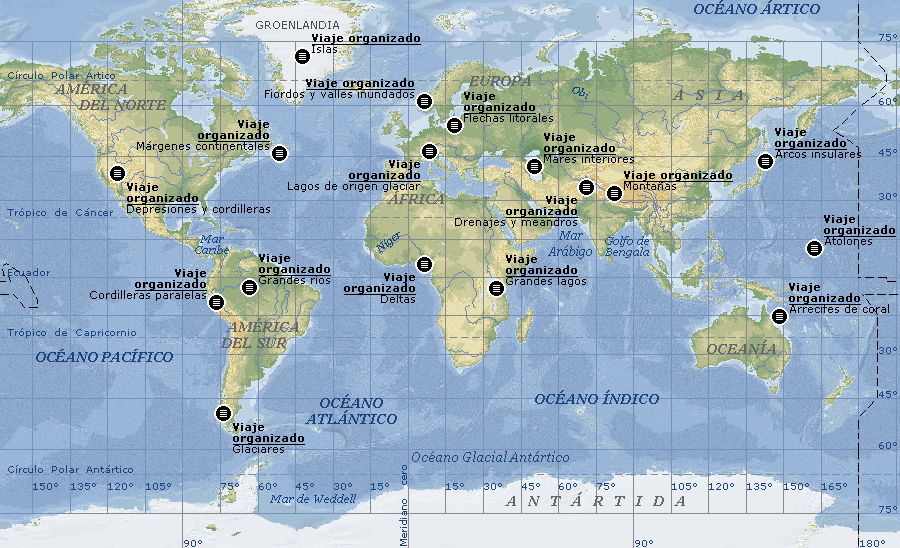 OCÉANO ÁRTICO
GROENLANDIA
Viaje organizado
Islas
75°
Círculo Polar Ártico
Viaje organizado
Fiordos y valles inundados
EUROPA
AMÉRICA
DEL NORTE
Obi
ASIA
60°
Viaje
organizado
Flechas litorales
Viaje
organizado
Márgenes continentales
Viaje
organizado
Mares interiores
Viaje
organizado
Arcos insulares
45°
Viaje
organizado
Lagos de origen glaciar
Viaje organizado
Montañas
Viaje
organizado
Depresiones y cordilleras
ÁFRICA
30°
Viaje
organizado
Drenajes y meandros
Trópico de Cáncer
Mar
Caribe
Níger
Mar
Arábigo
Golfo de
Bengala
Viaje
organizado
Atolones
Ecuador
Viaje
organizado
Cordilleras paralelas
Viaje
organizado
Grandes ríos
Viaje
organizado
Deltas
Viaje
organizado
Grandes lagos
Viaje
organizado
Arrecifes de coral
Trópico de Capricornio
AMÉRICA
DEL SUR
OCEANÍA
OCÉANO PACÍFICO
30°
OCÉANO
ATLÁNTICO
OCÉANO ÍNDICO
45°
Viaje
organizado
Glaciares
60°
Océano Glacial Antártico
Círculo Polar Antártico
150° 135° 120° 105° 75° 60° 45° 30° 15° 15° 30° 45° 60° 75° 105° 120° 135° 150° 165°
Mar de Weddell
Meridiano cero
ANTÁRTIDA
75°
90°
90°
180°